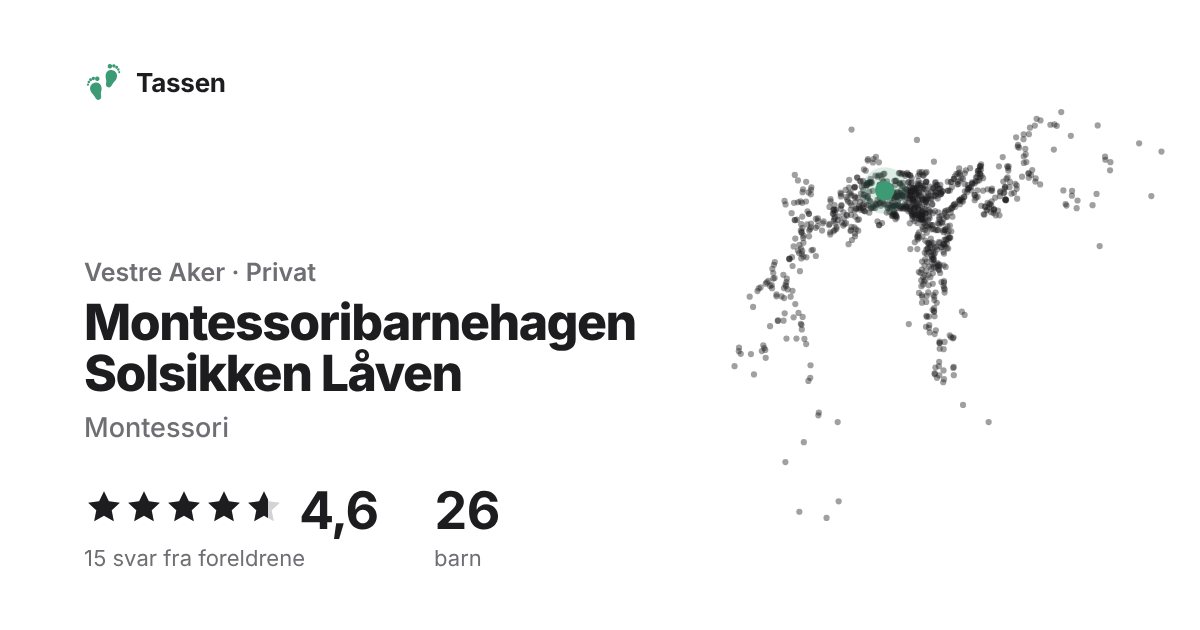 Tassen
Vestre Aker · Privat
Montessoribarnehagen
Solsikken Låven
Montessori
4,6
26
15 svar fra foreldrene
barn